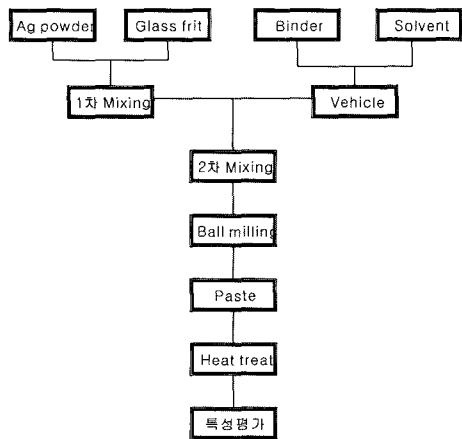 Ag powder
Glass frit
Binder
Solvent
1차 Mixing
Vehicle
2차 Mixing
Ball milling
Paste
Heat treat
특성평가